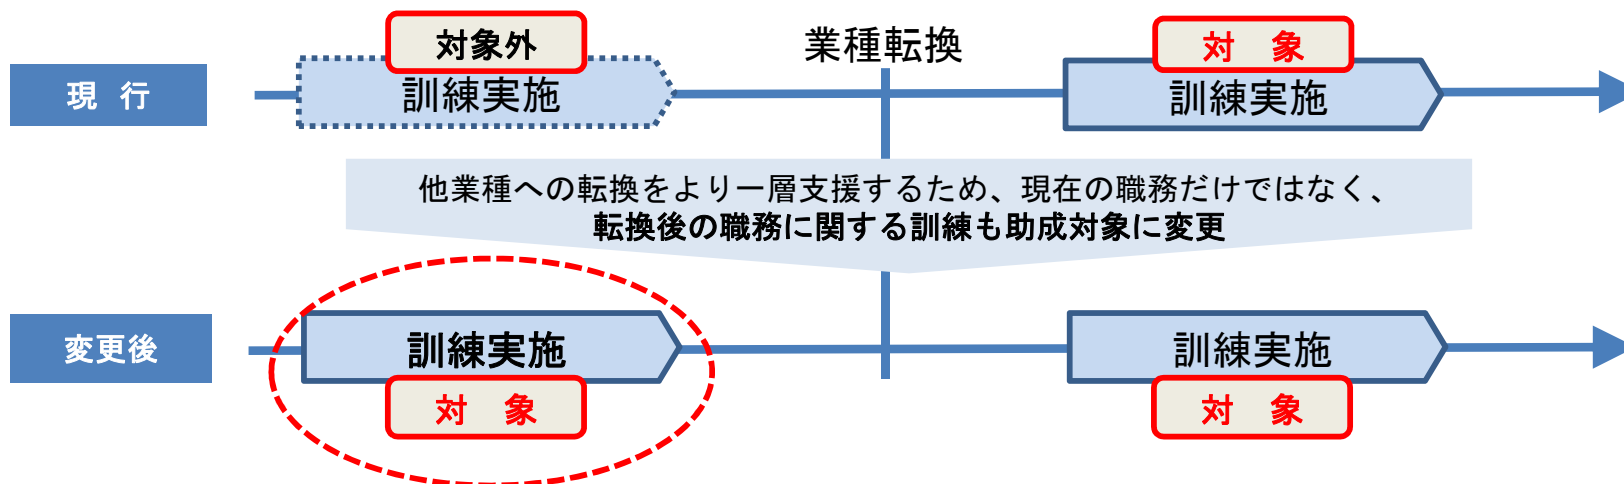 対象外
業種転換
対　象
現　行
訓練実施
訓練実施
他業種への転換をより一層支援するため、現在の職務だけではなく、
転換後の職務に関する訓練も助成対象に変更
変更後
訓練実施
訓練実施
対　象
対　象